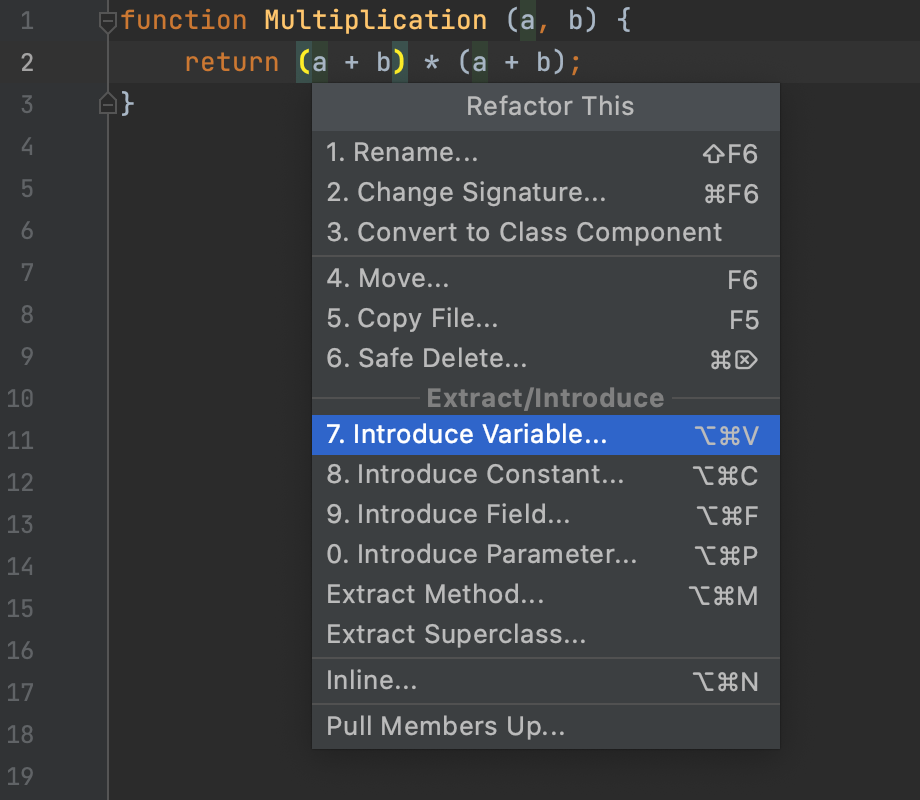 1 function Multiplication (a, b) {
2     return (a + b) * (a + b);
3 }
4
5
6
7
8
9
10
11
12
13
14
15
16
17
18
19
Refactor This
1. Rename... ⇧F6
2. Change Signature... ⌘F6
3. Convert to Class Component
4. Move... F6
5. Copy File... F5
6. Safe Delete... ⌘⌦
Extract/Introduce
7. Introduce Variable... ⌥⌘V
8. Introduce Constant... ⌥⌘C
9. Introduce Field... ⌥⌘F
0. Introduce Parameter... ⌥⌘P
Extract Method... ⌥⌘M
Extract Superclass...
Inline... ⌥⌘N
Pull Members Up...